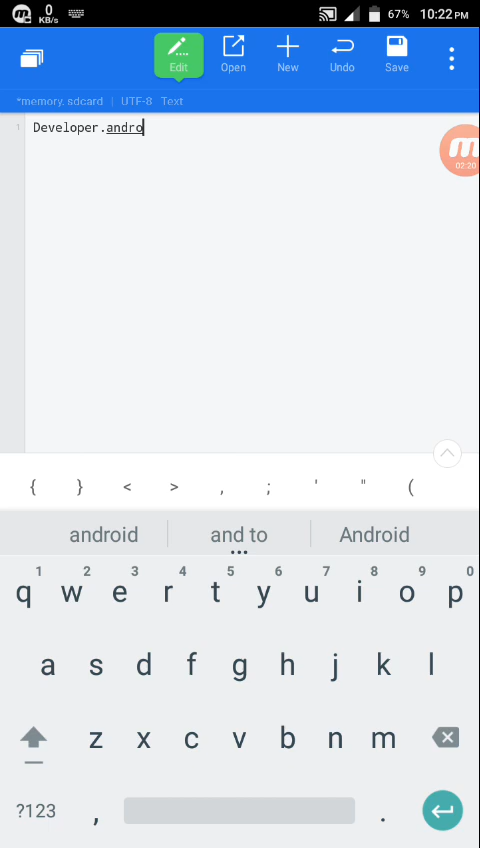 0 KB/s 67% 10:22 PM
Edit Open New Undo Save
*memory. sdcard | UTF-8 Text
1 Developer.andro
02:20
{ } < > , ; ' " (
android and to Android
1 2 3 4 5 6 7 8 9 0
q w e r t y u i o p
a s d f g h j k l
z x c v b n m
?123 , .